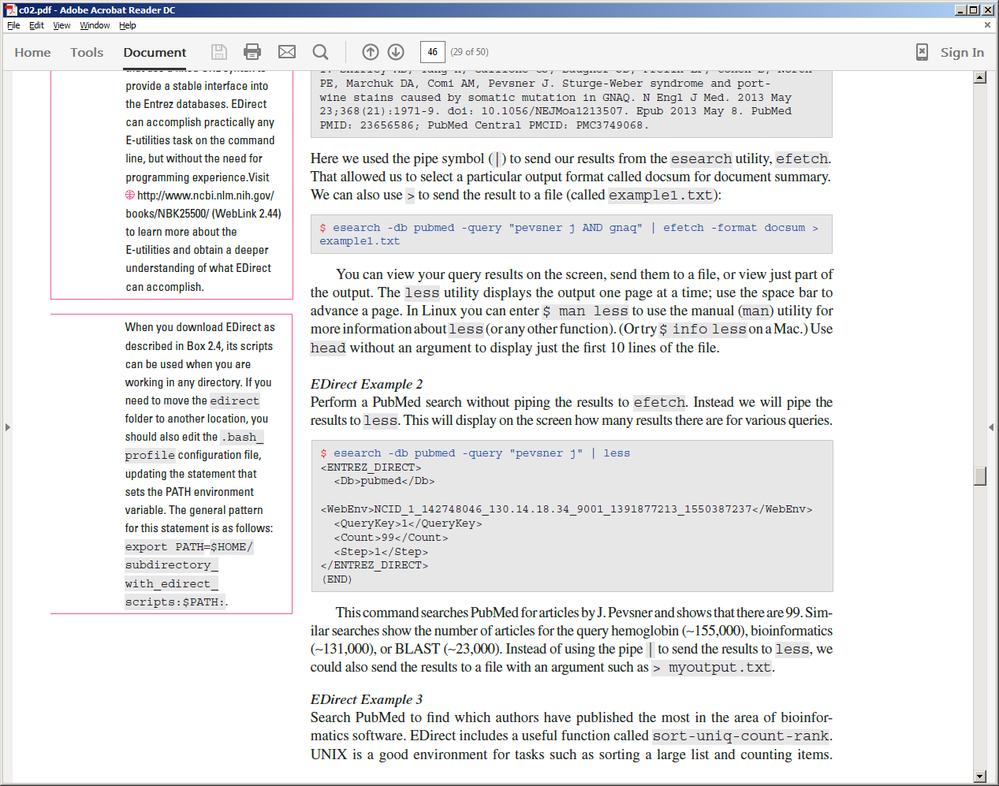 c02.pdf - Adobe Acrobat Reader DC
File Edit View Window Help
Home Tools Document 46 (29 of 50) Sign In
provide a stable interface into
the Entrez databases. EDirect
can accomplish practically any
E-utilities task on the command
line, but without the need for
programming experience.Visit
http://www.ncbi.nlm.nih.gov/
books/NBK25500/ (WebLink 2.44)
to learn more about the
E-utilities and obtain a deeper
understanding of what EDirect
can accomplish.
When you download EDirect as
described in Box 2.4, its scripts
can be used when you are
working in any directory. If you
need to move the edirect
folder to another location, you
should also edit the .bash_
profile configuration file,
updating the statement that
sets the PATH environment
variable. The general pattern
for this statement is as follows:
export PATH=$HOME/
subdirectory_
with_edirect_
scripts:$PATH:.
PE, Marchuk DA, Comi AM, Pevsner J. Sturge-Weber syndrome and port-
wine stains caused by somatic mutation in GNAQ. N Engl J Med. 2013 May
23;368(21):1971-9. doi: 10.1056/NEJMoa1213507. Epub 2013 May 8. PubMed
PMID: 23656586; PubMed Central PMCID: PMC3749068.
Here we used the pipe symbol (|) to send our results from the esearch utility, efetch.
That allowed us to select a particular output format called docsum for document summary.
We can also use > to send the result to a file (called example1.txt):
$ esearch -db pubmed -query "pevsner j AND gnaq" | efetch -format docsum >
example1.txt
You can view your query results on the screen, send them to a file, or view just part of
the output. The less utility displays the output one page at a time; use the space bar to
advance a page. In Linux you can enter $ man less to use the manual (man) utility for
more information about less (or any other function). (Or try $ info less on a Mac.) Use
head without an argument to display just the first 10 lines of the file.
EDirect Example 2
Perform a PubMed search without piping the results to efetch. Instead we will pipe the
results to less. This will display on the screen how many results there are for various queries.
$ esearch -db pubmed -query "pevsner j" | less
<ENTREZ_DIRECT>
<Db>pubmed</Db>
<WebEnv>NCID_1_142748046_130.14.18.34_9001_1391877213_1550387237</WebEnv>
<QueryKey>1</QueryKey>
<Count>99</Count>
<Step>1</Step>
</ENTREZ_DIRECT>
(END)
This command searches PubMed for articles by J. Pevsner and shows that there are 99. Sim-
ilar searches show the number of articles for the query hemoglobin (~155,000), bioinformatics
(~131,000), or BLAST (~23,000). Instead of using the pipe | to send the results to less, we
could also send the results to a file with an argument such as > myoutput.txt.
EDirect Example 3
Search PubMed to find which authors have published the most in the area of bioinfor-
matics software. EDirect includes a useful function called sort-uniq-count-rank.
UNIX is a good environment for tasks such as sorting a large list and counting items.